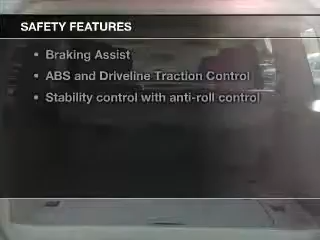 SAFETY FEATURES
• Braking Assist
• ABS and Driveline Traction Control
• Stability control with anti-roll control